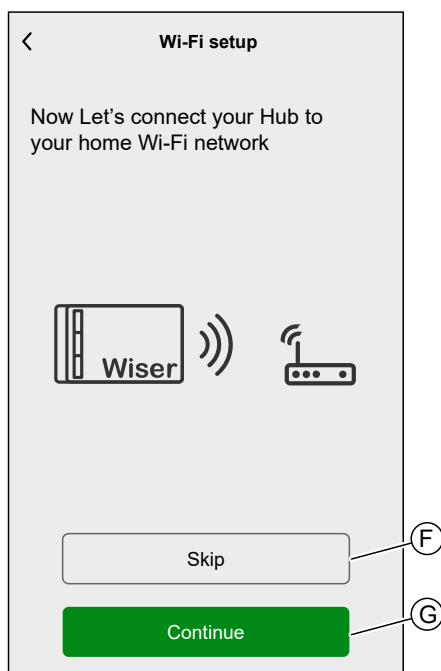 Wi-Fi setup
Now Let's connect your Hub to
your home Wi-Fi network
Wiser
Skip
F
Continue
G